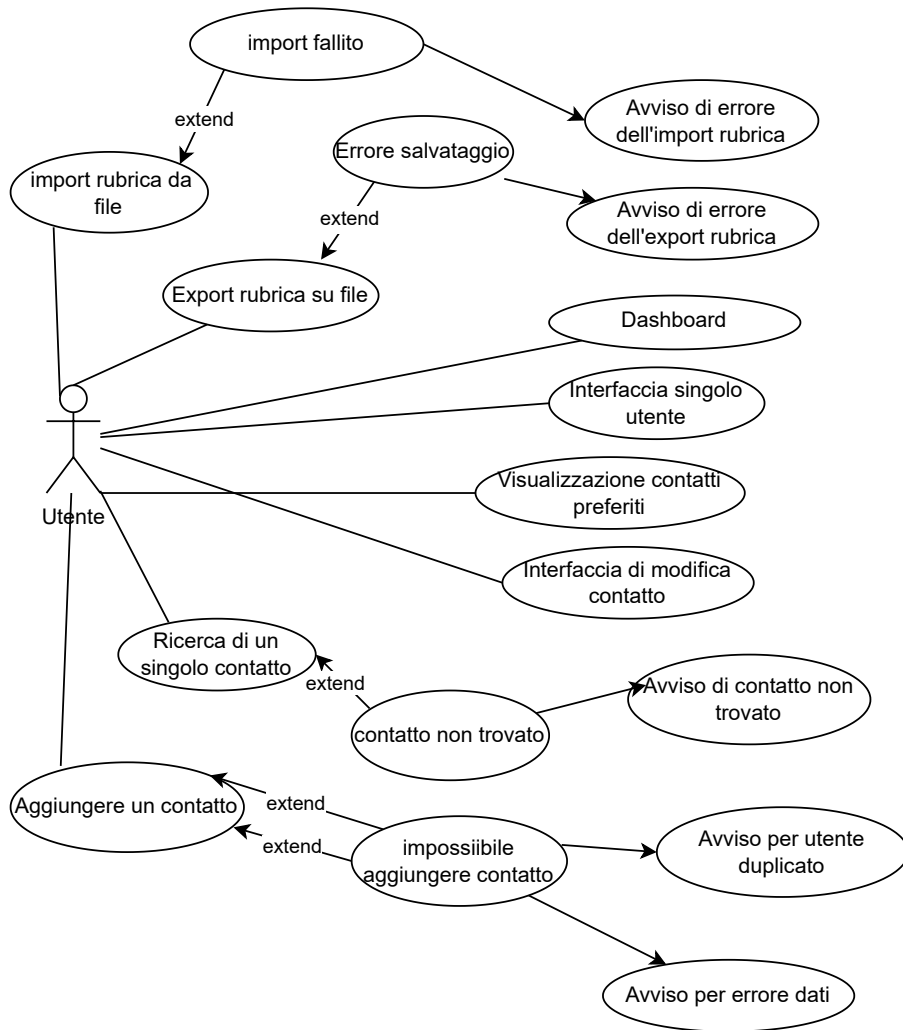 import fallito
Avviso di errore
dell'import rubrica
extend
Errore salvataggio
import rubrica da
file
Avviso di errore
dell'export rubrica
extend
Export rubrica su file
Dashboard
Interfaccia singolo
utente
Visualizzazione contatti
preferiti
Utente
Interfaccia di modifica
contatto
Ricerca di un
singolo contatto
extend
Avviso di contatto non
trovato
contatto non trovato
Aggiungere un contatto
extend
extend
impossiibile
aggiungere contatto
Avviso per utente
duplicato
Avviso per errore dati